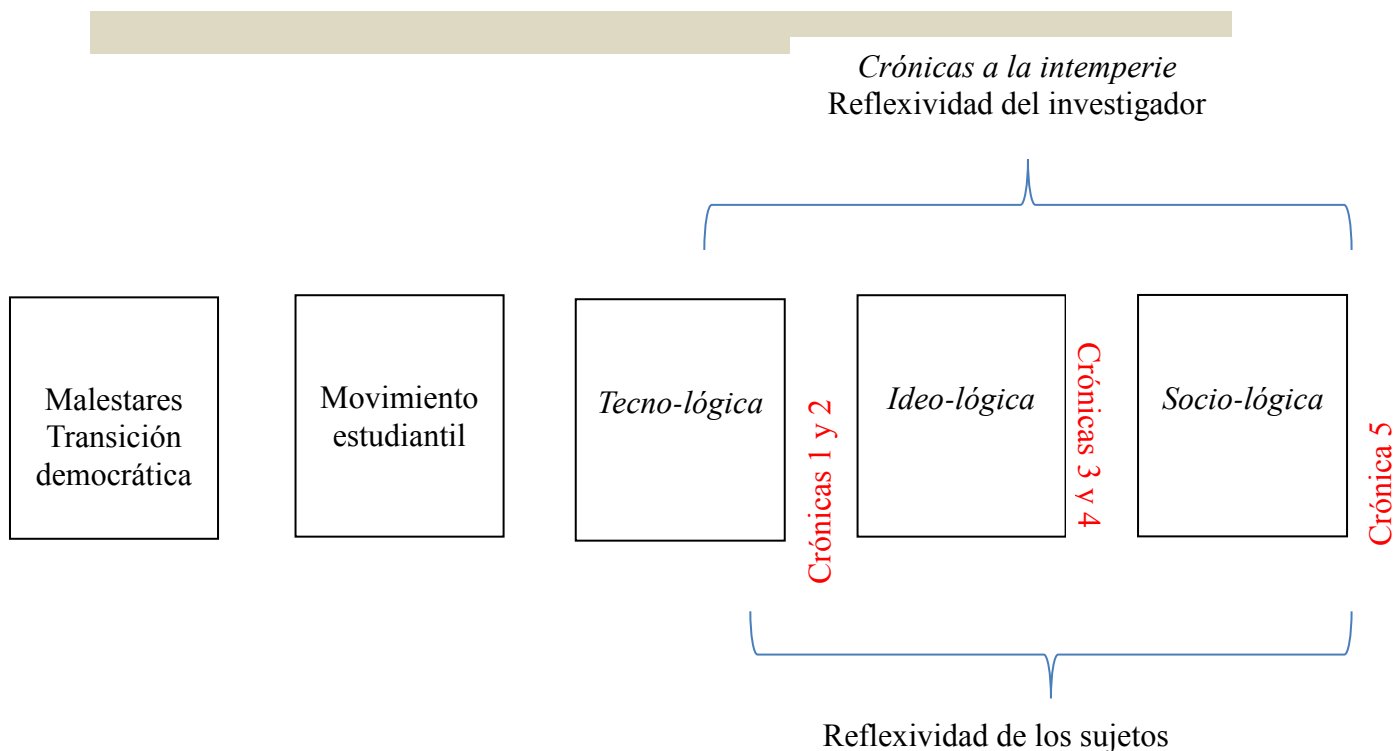 Crónicas a la intemperie
Reflexividad del investigador
Malestares
Transición
democrática
Movimiento
estudiantil
Tecno-lógica
Crónicas 1 y 2
Ideo-lógica
Crónicas 3 y 4
Socio-lógica
Crónica 5
Reflexividad de los sujetos